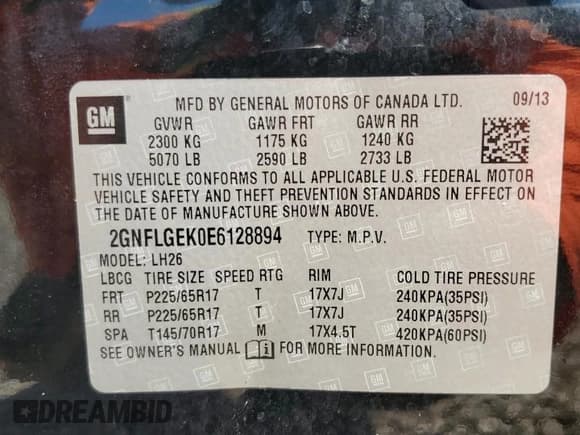 GM
MFD BY GENERAL MOTORS OF CANADA LTD. 09/13
GVWR GAWR FRT GAWR RR
2300 KG 1175 KG 1240 KG
5070 LB 2590 LB 2733 LB
THIS VEHICLE CONFORMS TO ALL APPLICABLE U.S. FEDERAL MOTOR
VEHICLE SAFETY AND THEFT PREVENTION STANDARDS IN EFFECT ON
THE DATE OF MANUFACTURE SHOWN ABOVE.
2GNFLGEK0E6128894 TYPE: M.P.V.
MODEL: LH26
LBCG TIRE SIZE SPEED RTG RIM COLD TIRE PRESSURE
FRT P225/65R17 T 17X7J 240KPA(35PSI)
RR P225/65R17 T 17X7J 240KPA(35PSI)
SPA T145/70R17 M 17X4.5T 420KPA(60PSI)
SEE OWNER'S MANUAL FOR MORE INFORMATION.
DREAMBID